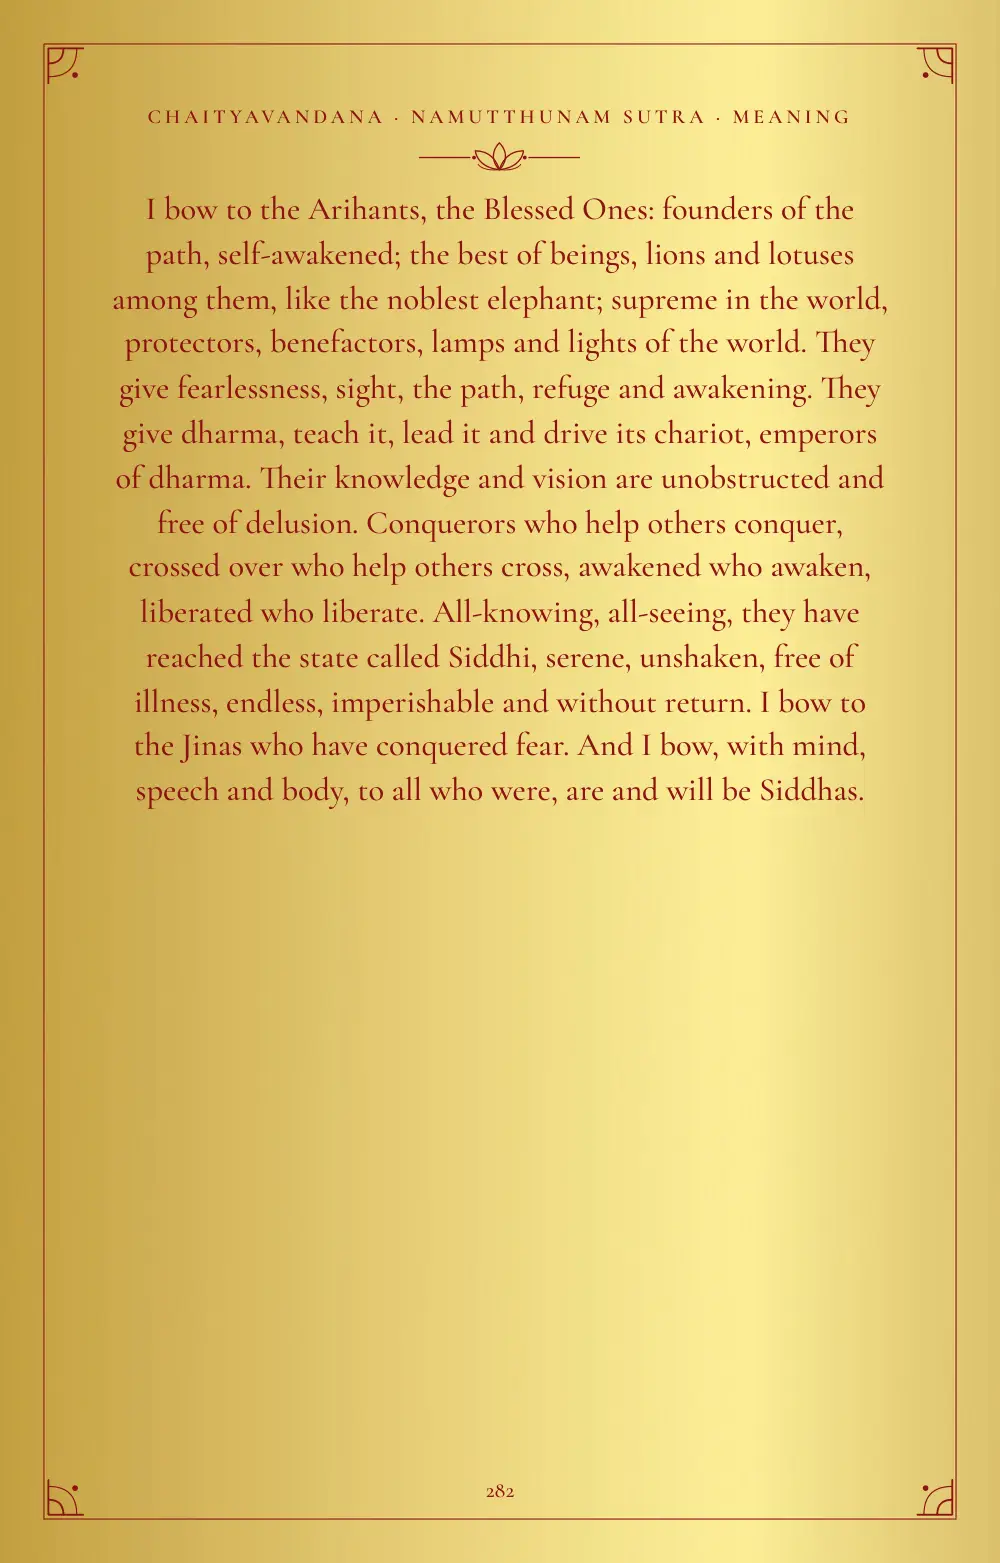 CHAITYAVANDANA · NAMUTTHUNAM SUTRA · MEANING
I bow to the Arihants, the Blessed Ones: founders of the
path, self-awakened; the best of beings, lions and lotuses
among them, like the noblest elephant; supreme in the world,
protectors, benefactors, lamps and lights of the world. They
give fearlessness, sight, the path, refuge and awakening. They
give dharma, teach it, lead it and drive its chariot, emperors
of dharma. Their knowledge and vision are unobstructed and
free of delusion. Conquerors who help others conquer,
crossed over who help others cross, awakened who awaken,
liberated who liberate. All-knowing, all-seeing, they have
reached the state called Siddhi, serene, unshaken, free of
illness, endless, imperishable and without return. I bow to
the Jinas who have conquered fear. And I bow, with mind,
speech and body, to all who were, are and will be Siddhas.
282